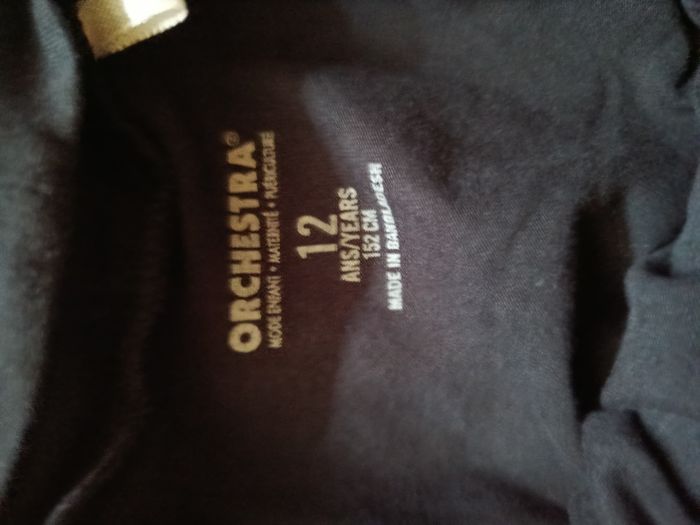 ORCHESTRA®
MODE ENFANT • MATERNITÉ • PUÉRICULTURE
12
ANS/YEARS
152 CM
MADE IN BANGLADESH